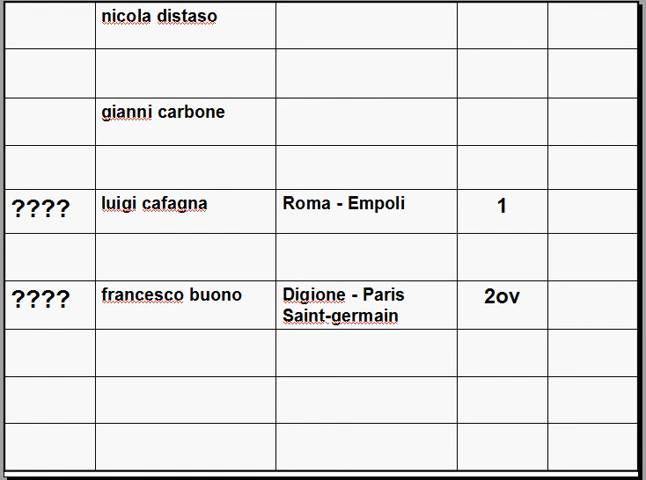 nicola distaso
gianni carbone
???? luigi cafagna Roma - Empoli 1
???? francesco buono Digione - Paris 2ov
Saint-germain